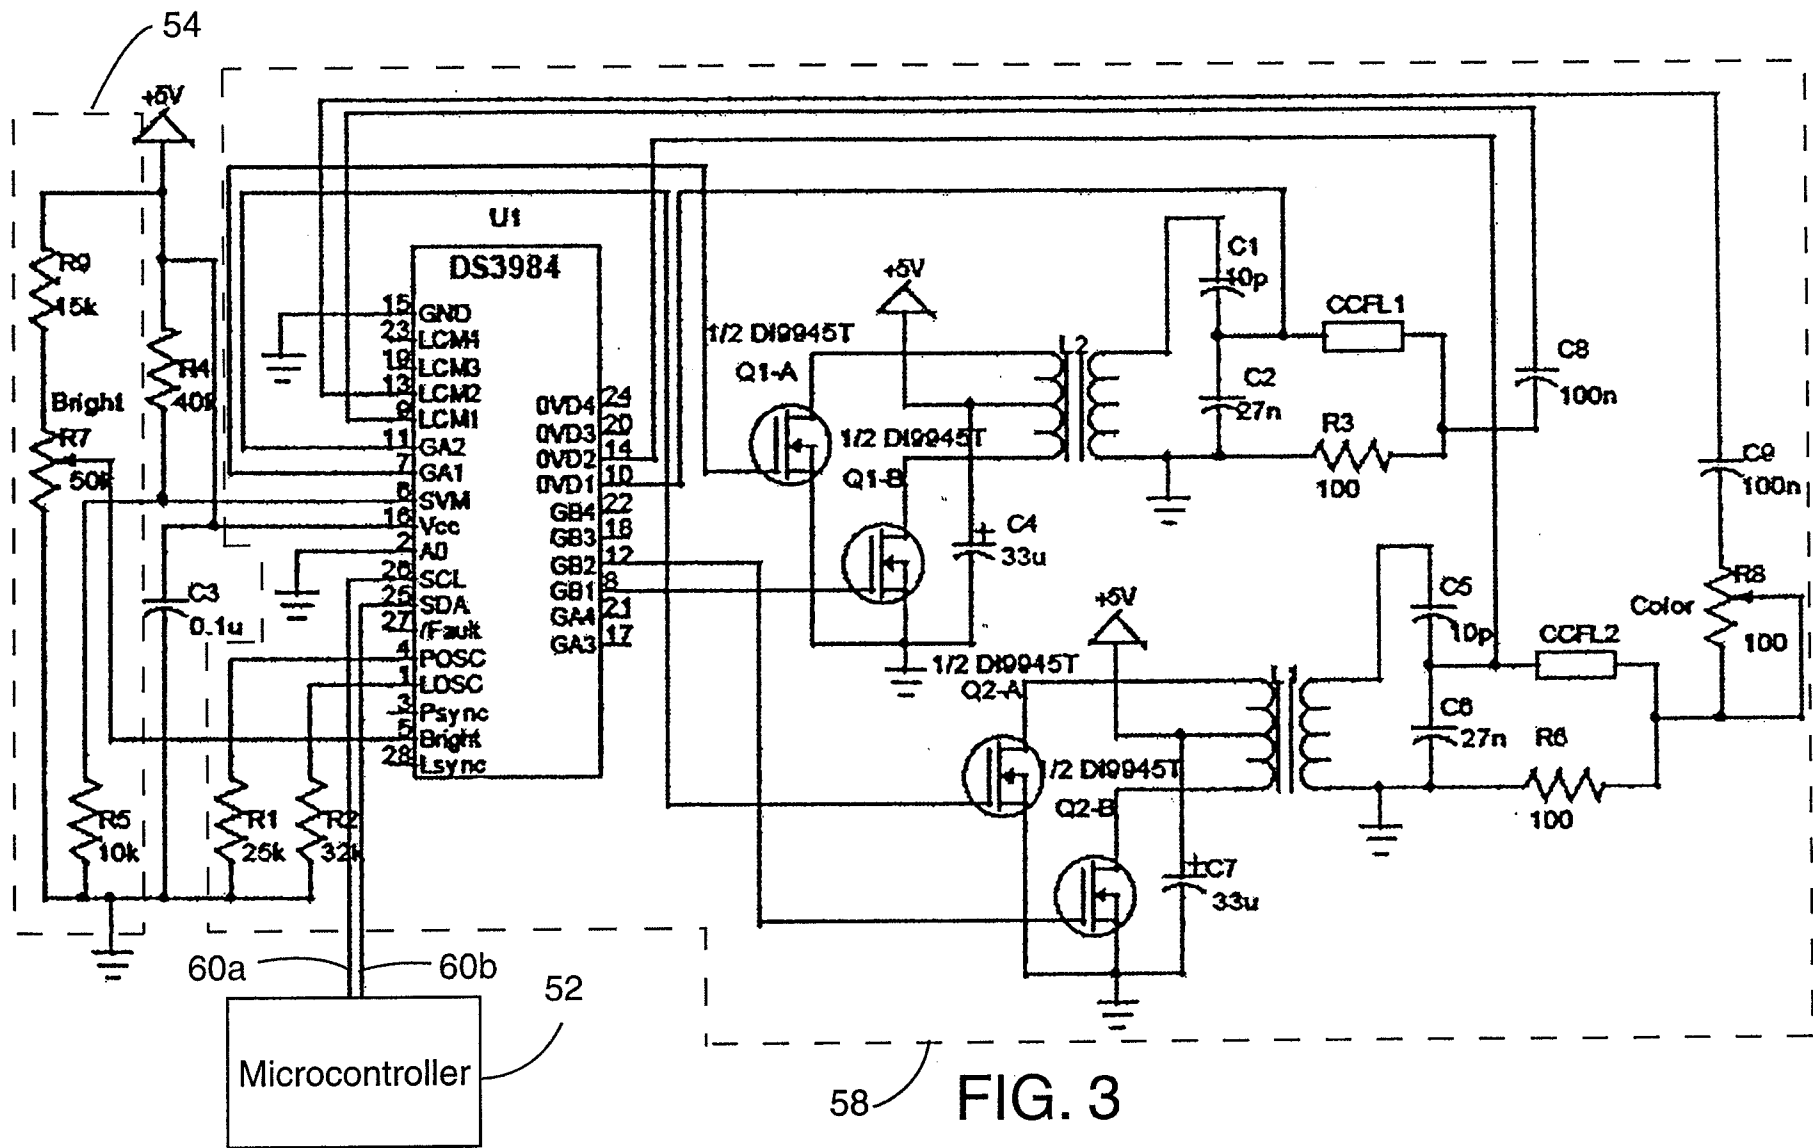 54
+5V
R9
15k
Bright
R7
50k
R4
40k
C3
0.1u
R5
10k
R1
25k
R2
32k
U1
DS3984
15 GND
23 LCM4
19 LCM3
13 LCM2
9 LCM1
11 GA2
7 GA1
6 SVM
16 Vcc
2 A0
26 SCL
25 SDA
27 /Fault
4 POSC
1 LOSC
3 Psync
5 Bright
28 Lsync
OVD4 24
OVD3 20
OVD2 14
OVD1 10
GB4 22
GB3 18
GB2 12
GB1 8
GA4 21
GA3 17
1/2 DI9945T
Q1-A
1/2 DI9945T
Q1-B
+5V
C4
+
33u
L2
C1
10p
C2
27n
CCFL1
R3
100
C8
100n
C9
100n
R8
Color
100
+5V
1/2 DI9945T
Q2-A
1/2 DI9945T
Q2-B
+
C7
33u
C5
10p
C6
27n
CCFL2
R6
100
60a
60b
52
Microcontroller
58
FIG. 3